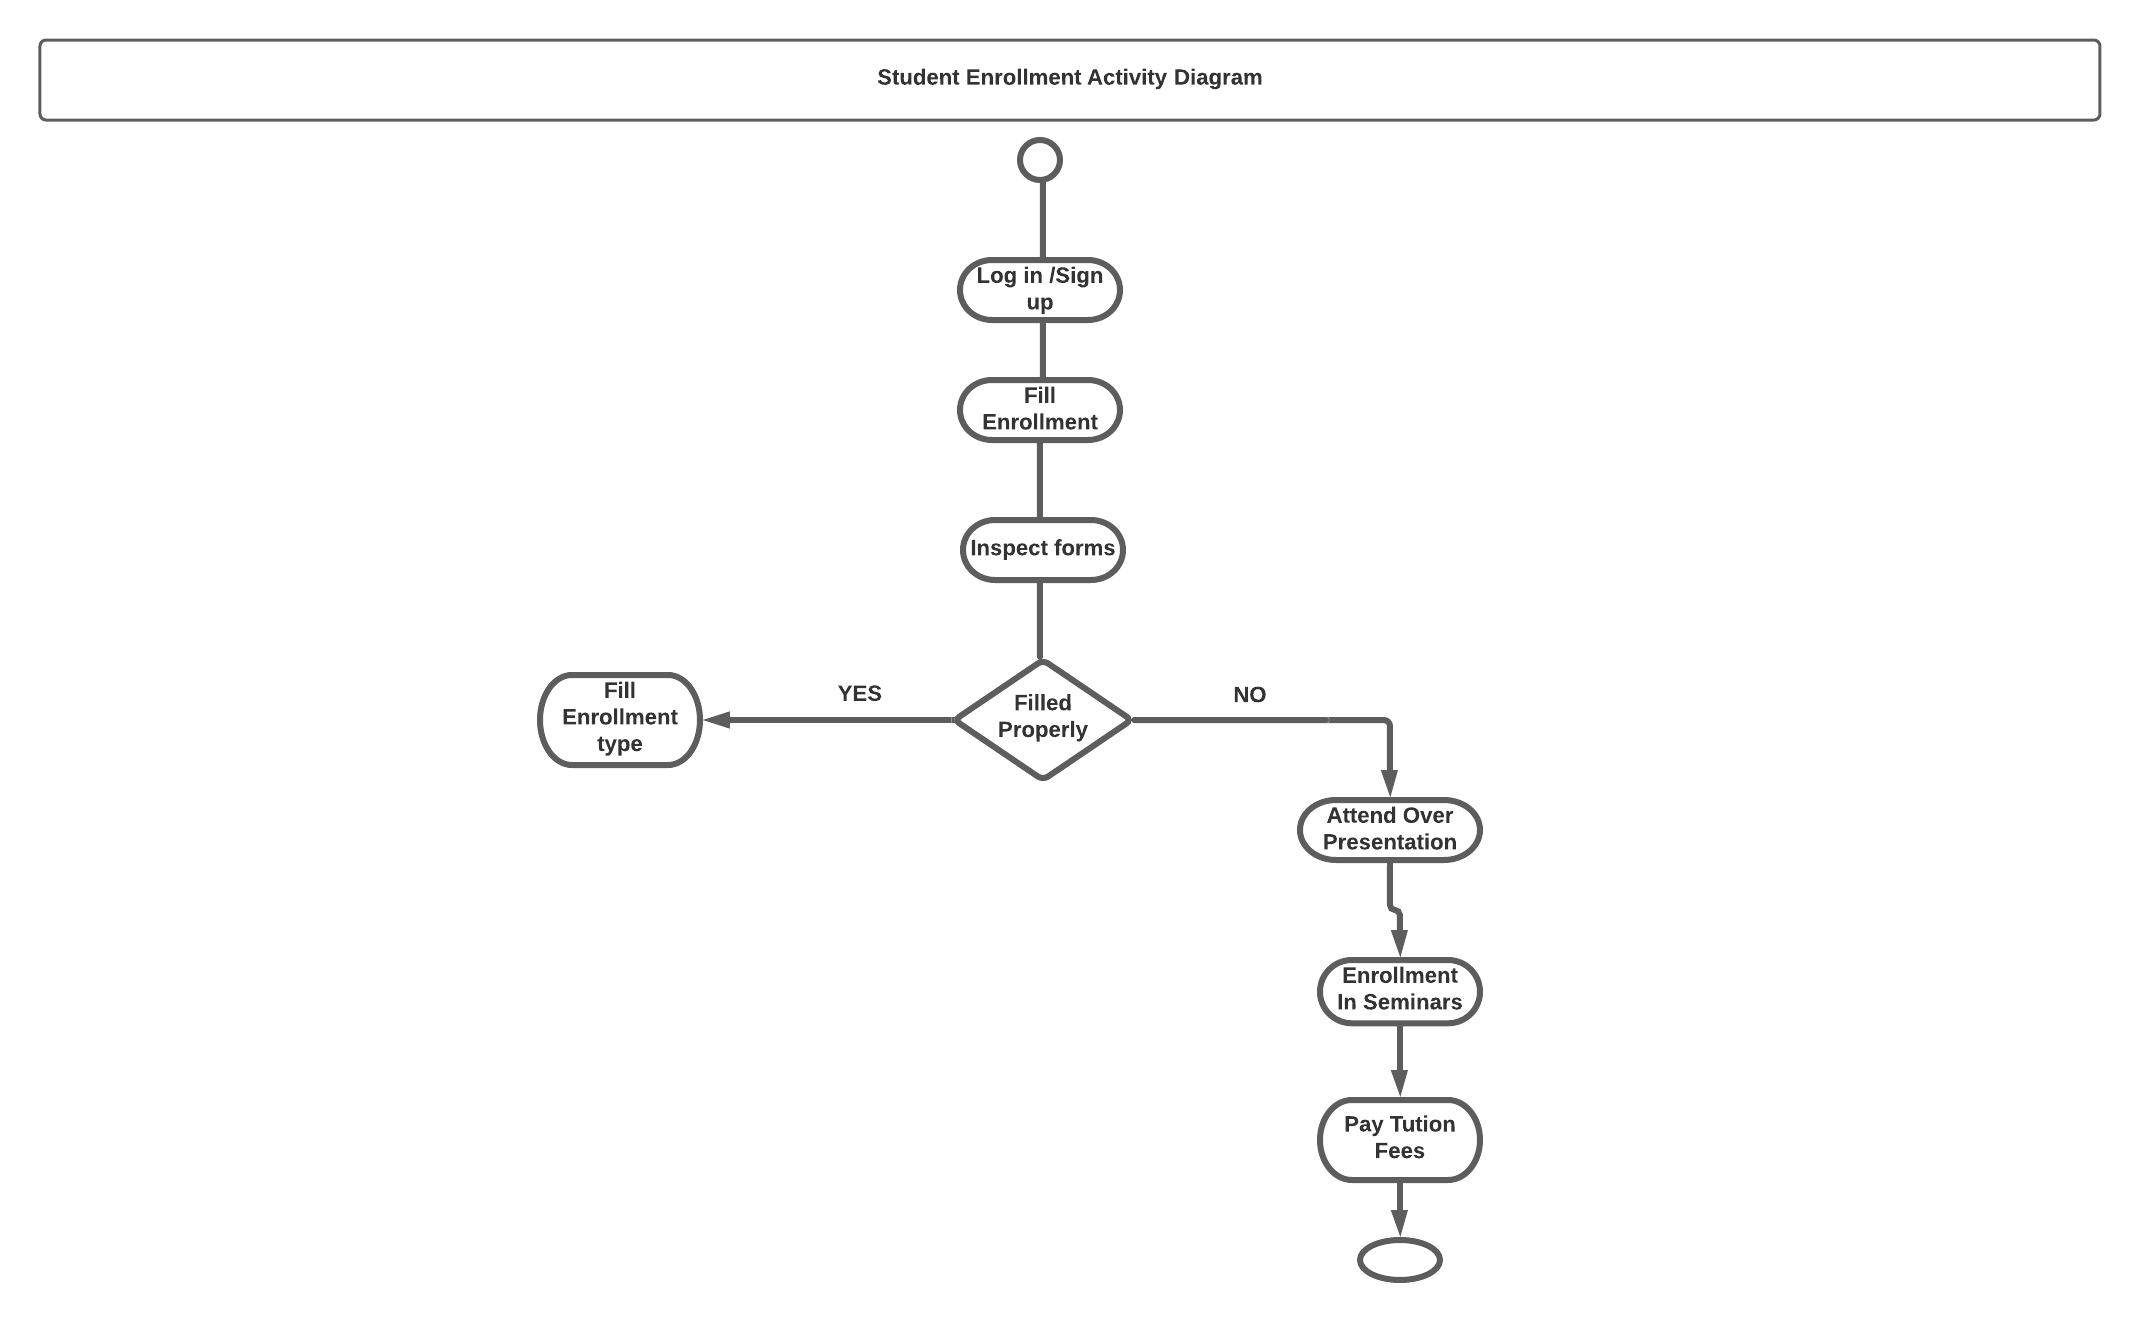 Student Enrollment Activity Diagram
Log in /Sign
up
Fill
Enrollment
Inspect forms
Filled
Properly
YES
Fill
Enrollment
type
NO
Attend Over
Presentation
Enrollment
In Seminars
Pay Tution
Fees